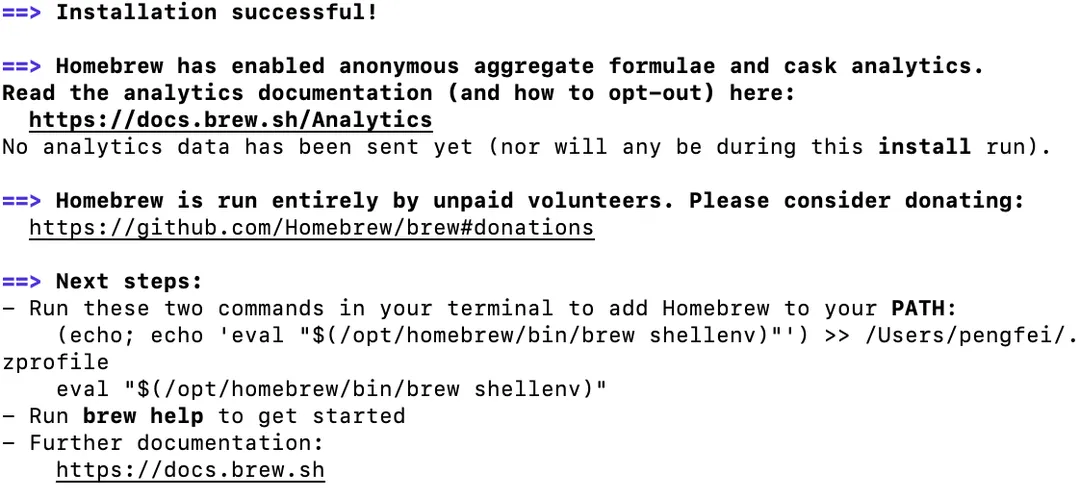 ==> Installation successful!
==> Homebrew has enabled anonymous aggregate formulae and cask analytics.
Read the analytics documentation (and how to opt-out) here:
https://docs.brew.sh/Analytics
No analytics data has been sent yet (nor will any be during this install run).
==> Homebrew is run entirely by unpaid volunteers. Please consider donating:
https://github.com/Homebrew/brew#donations
==> Next steps:
- Run these two commands in your terminal to add Homebrew to your PATH:
(echo; echo 'eval "$(/opt/homebrew/bin/brew shellenv)"') >> /Users/pengfei/.
zprofile
eval "$(/opt/homebrew/bin/brew shellenv)"
- Run brew help to get started
- Further documentation:
https://docs.brew.sh